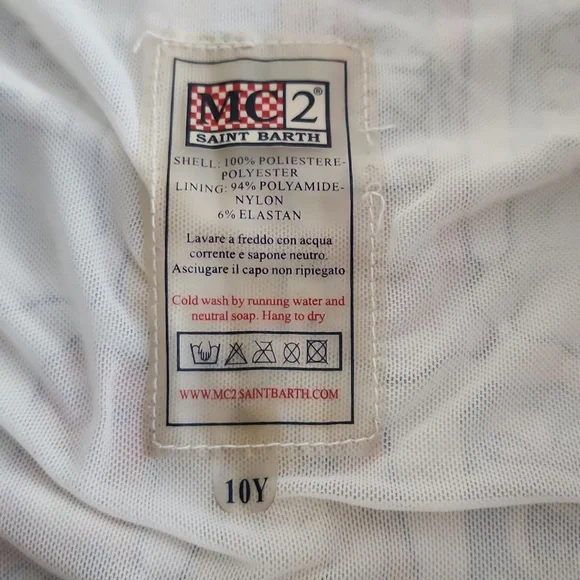 MC2®
SAINT BARTH
SHELL: 100% POLIESTERE-
POLYESTER
LINING: 94% POLYAMIDE-
NYLON
6% ELASTAN
Lavare a freddo con acqua
corrente e sapone neutro.
Asciugare il capo non ripiegato
Cold wash by running water and
neutral soap. Hang to dry
WWW.MC2SAINTBARTH.COM
10Y